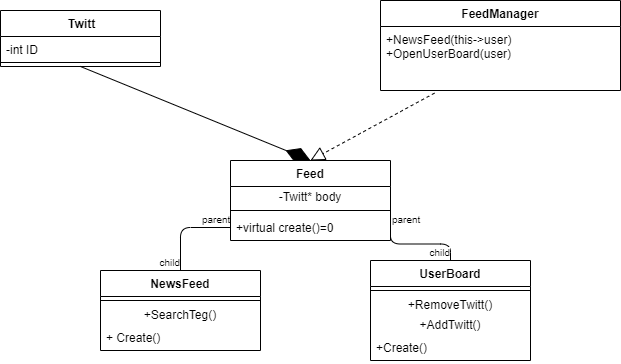 Twitt
-int ID
FeedManager
+NewsFeed(this->user)
+OpenUserBoard(user)
Feed
-Twitt* body
+virtual create()=0
parent
parent
child
child
NewsFeed
+SearchTeg()
+ Create()
UserBoard
+RemoveTwitt()
+AddTwitt()
+Create()